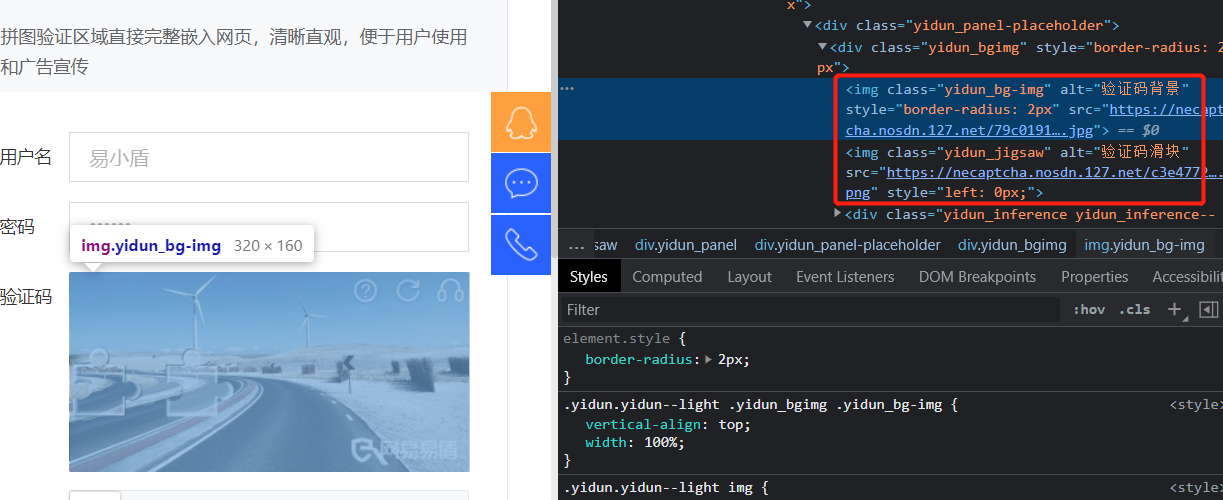 拼图验证区域直接完整嵌入网页，清晰直观，便于用户使用
和广告宣传
用户名
易小盾
密码
img.yidun_bg-img 320 × 160
验证码
网易易盾
x">
▼<div class="yidun_panel-placeholder">
▼<div class="yidun_bgimg" style="border-radius: 2
px">
… <img class="yidun_bg-img" alt="验证码背景"
style="border-radius: 2px" src="https://necapt
cha.nosdn.127.net/79c0191….jpg"> == $0
<img class="yidun_jigsaw" alt="验证码滑块"
src="https://necaptcha.nosdn.127.net/c3e4772….
png" style="left: 0px;">
▶<div class="yidun_inference yidun_inference--
… saw div.yidun_panel div.yidun_panel-placeholder div.yidun_bgimg img.yidun_bg-img
Styles Computed Layout Event Listeners DOM Breakpoints Properties Accessibili
Filter :hov .cls +
element.style {
border-radius:▶ 2px;
}
.yidun.yidun--light .yidun_bgimg .yidun_bg-img { <style>
vertical-align: top;
width: 100%;
}
.yidun.yidun--light img { <style>